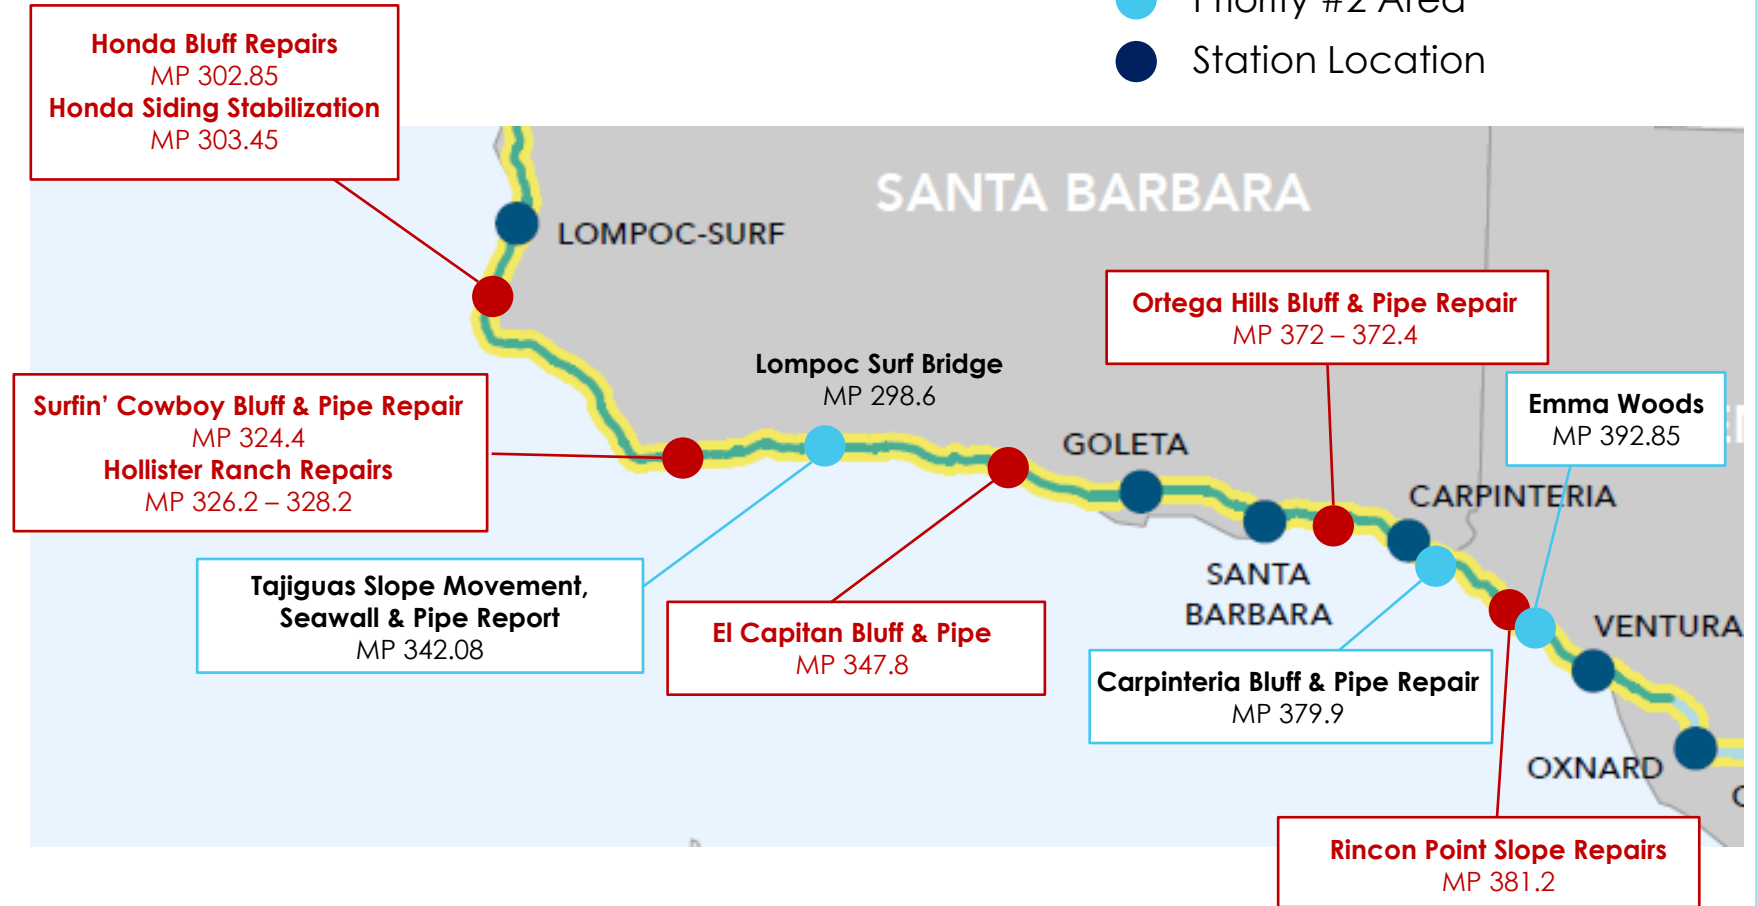 Priority #2 Area
Station Location
Honda Bluff Repairs
MP 302.85
Honda Siding Stabilization
MP 303.45
SANTA BARBARA
LOMPOC-SURF
Ortega Hills Bluff & Pipe Repair
MP 372 – 372.4
Lompoc Surf Bridge
MP 298.6
Surfin’ Cowboy Bluff & Pipe Repair
MP 324.4
Hollister Ranch Repairs
MP 326.2 – 328.2
Emma Woods
MP 392.85
GOLETA
CARPINTERIA
Tajiguas Slope Movement,
Seawall & Pipe Report
MP 342.08
SANTA
BARBARA
El Capitan Bluff & Pipe
MP 347.8
VENTURA
Carpinteria Bluff & Pipe Repair
MP 379.9
OXNARD
Rincon Point Slope Repairs
MP 381.2